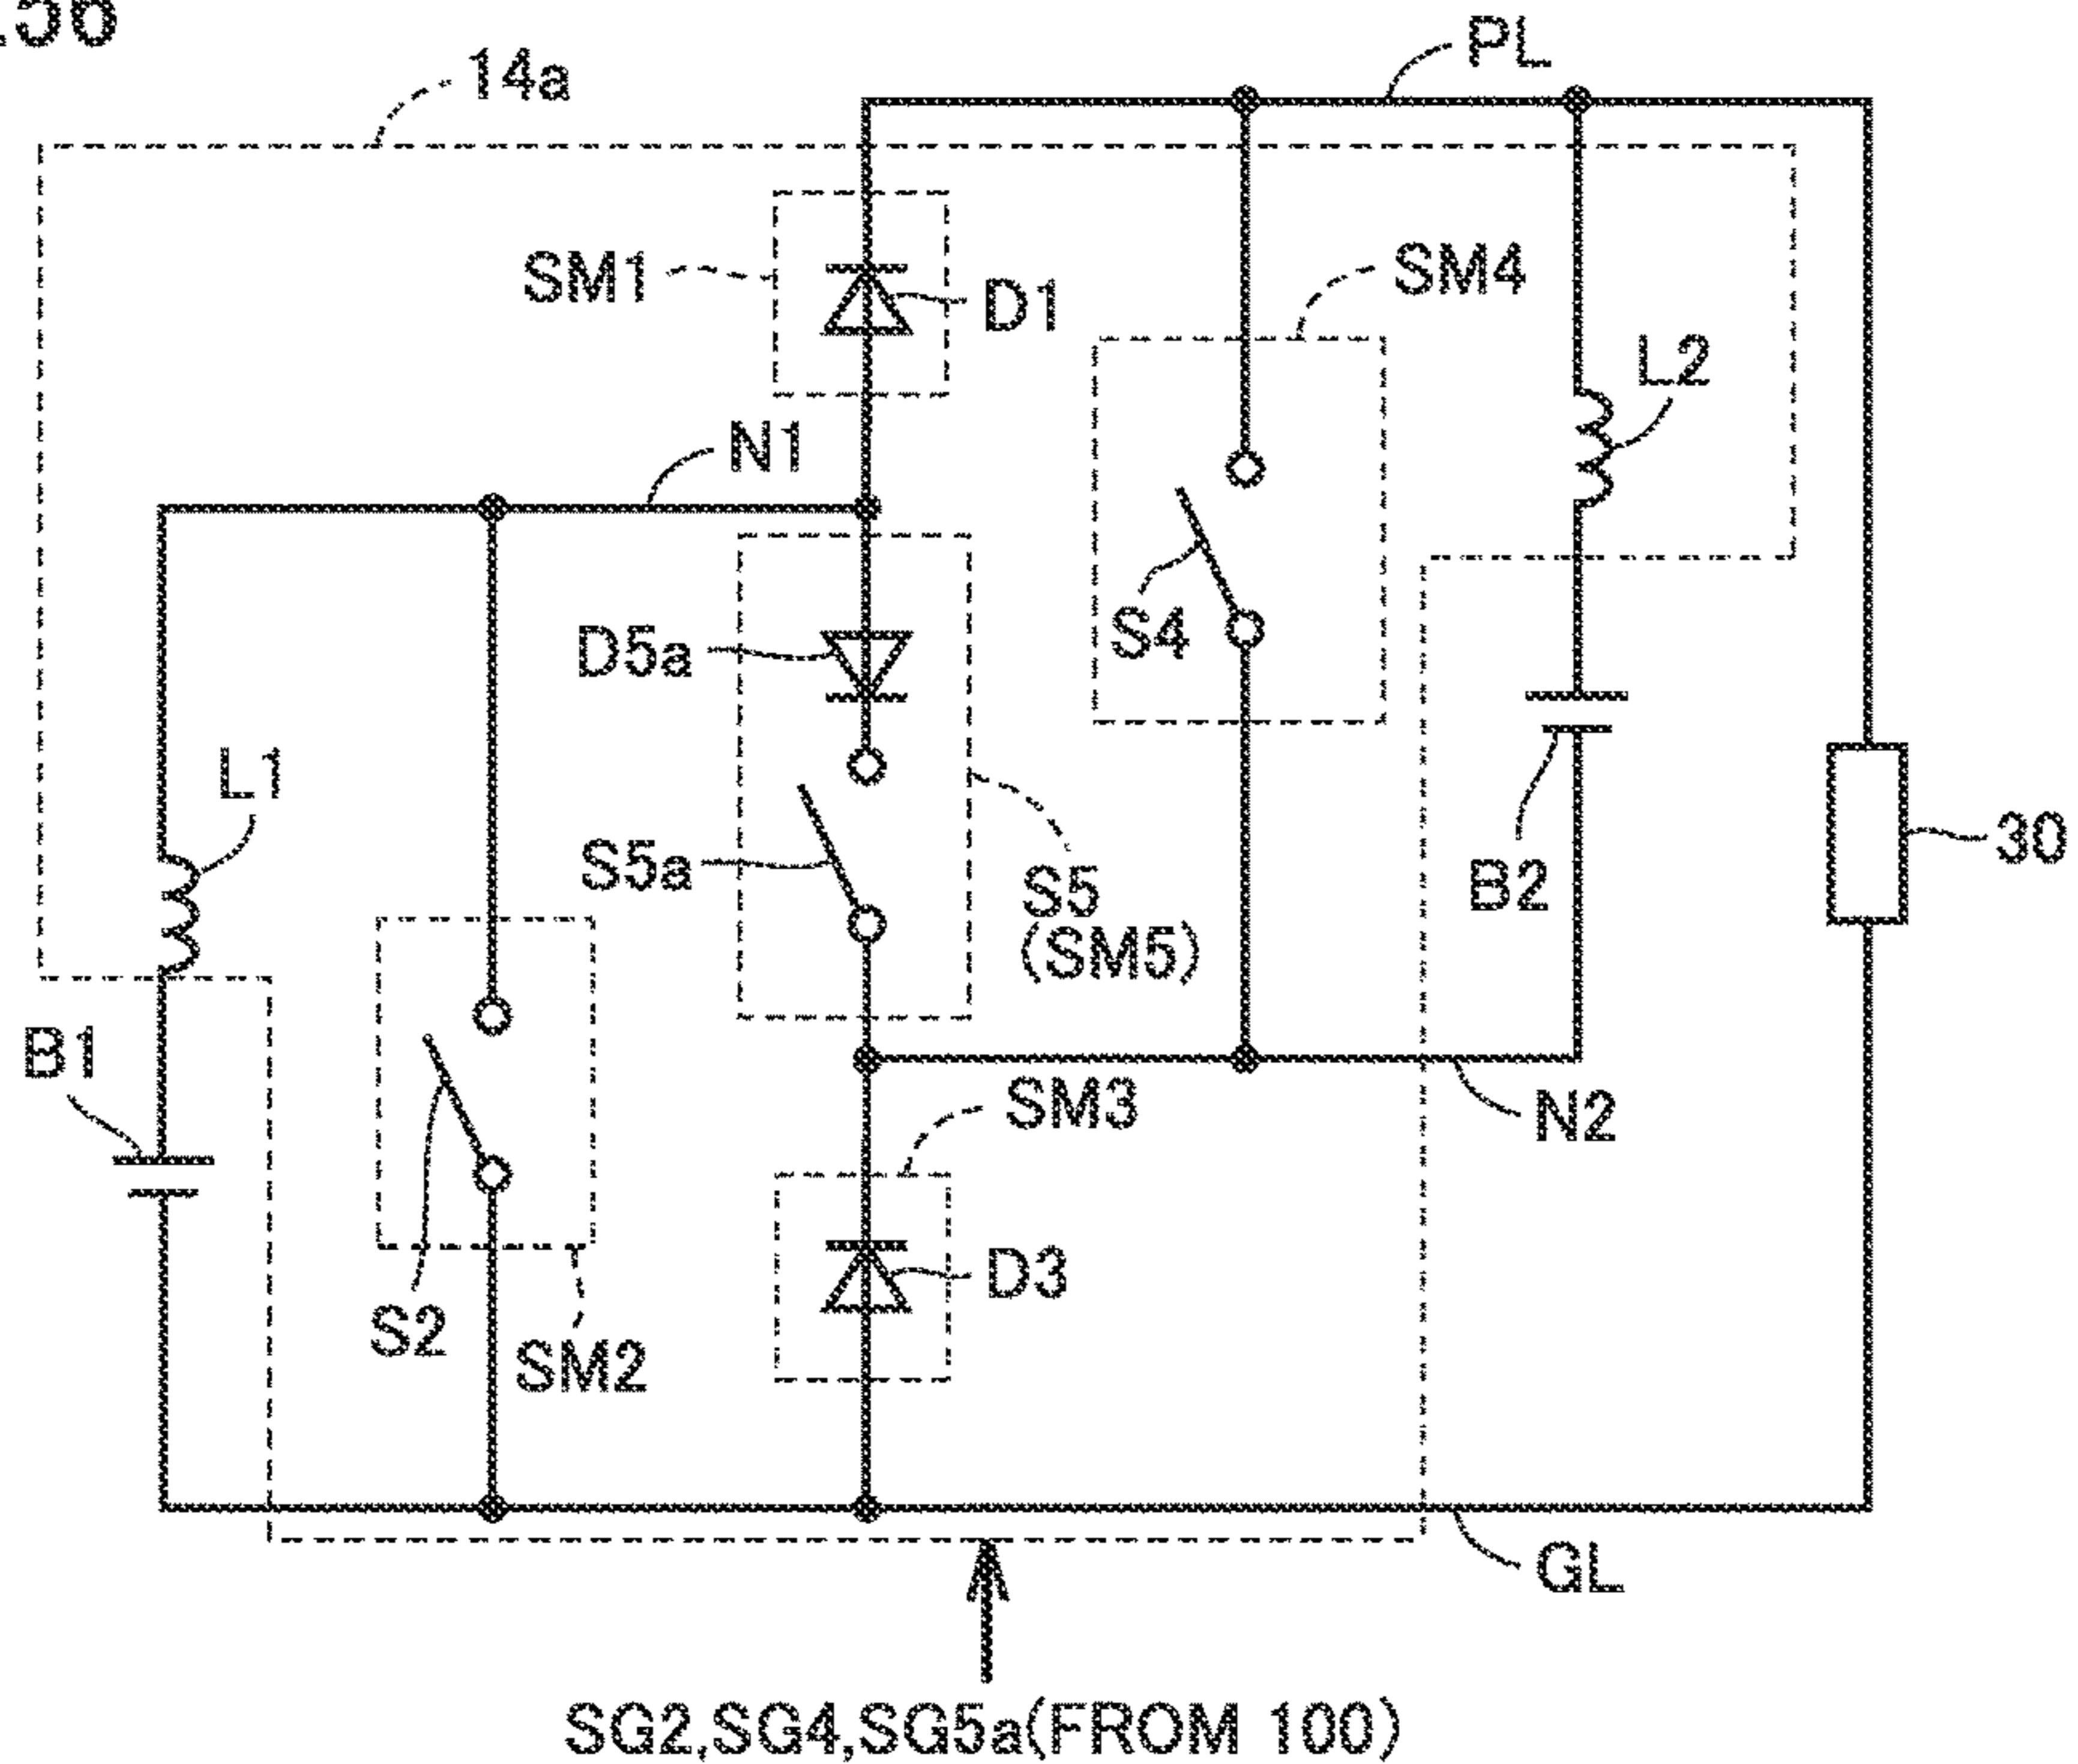 14a
PL
SM1
D1
SM4
L2
N1
D5a
S4
L1
S5a
S5
(SM5)
B2
30
B1
SM3
N2
S2
SM2
D3
GL
SG2,SG4,SG5a(FROM 100)